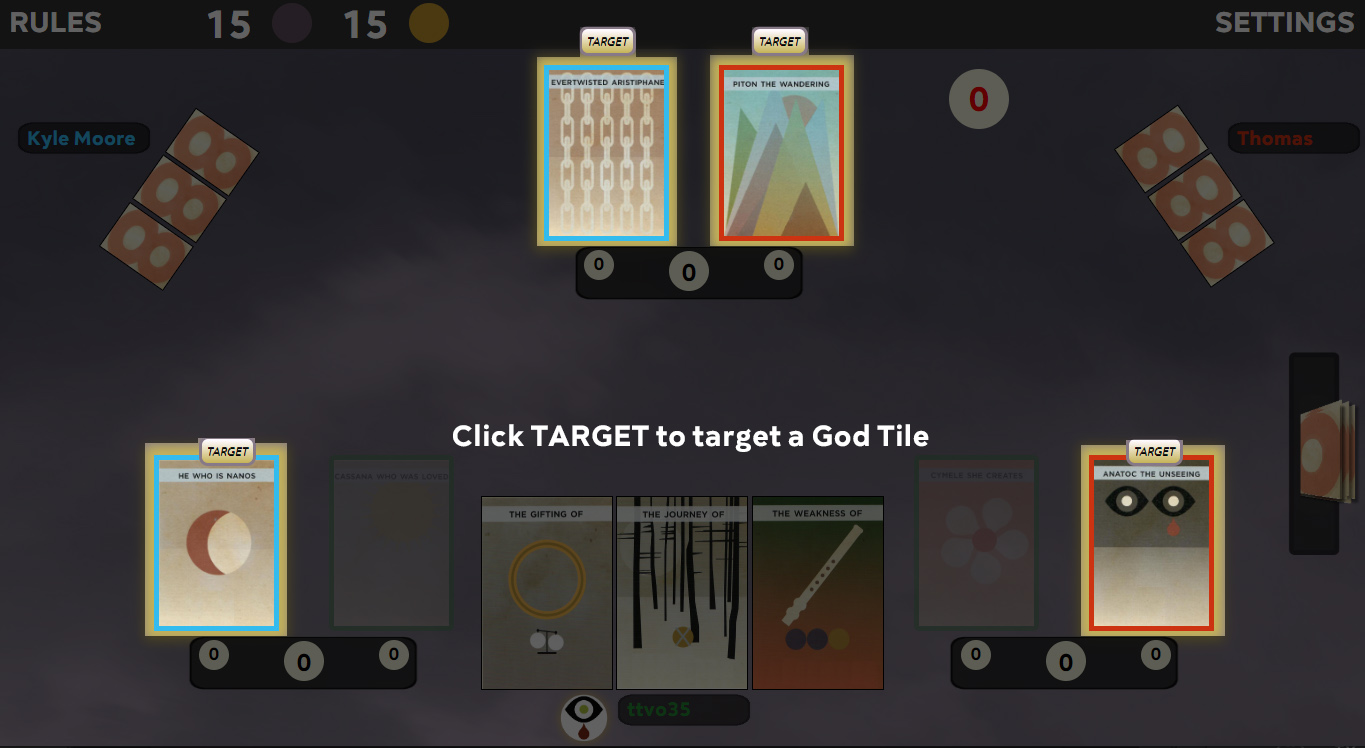 RULES
15
15
SETTINGS
TARGET
TARGET
EVERTWISTED ARISTIPHANE
PITON THE WANDERING
0
Kyle Moore
Thomas
0
0
0
Click TARGET to target a God Tile
TARGET
TARGET
HE WHO IS NANOS
CASSANA WHO WAS LOVED
CYMELE SHE CREATES
ANATOC THE UNSEEING
THE GIFTING OF
THE JOURNEY OF
THE WEAKNESS OF
0
0
0
0
0
0
ttvo35